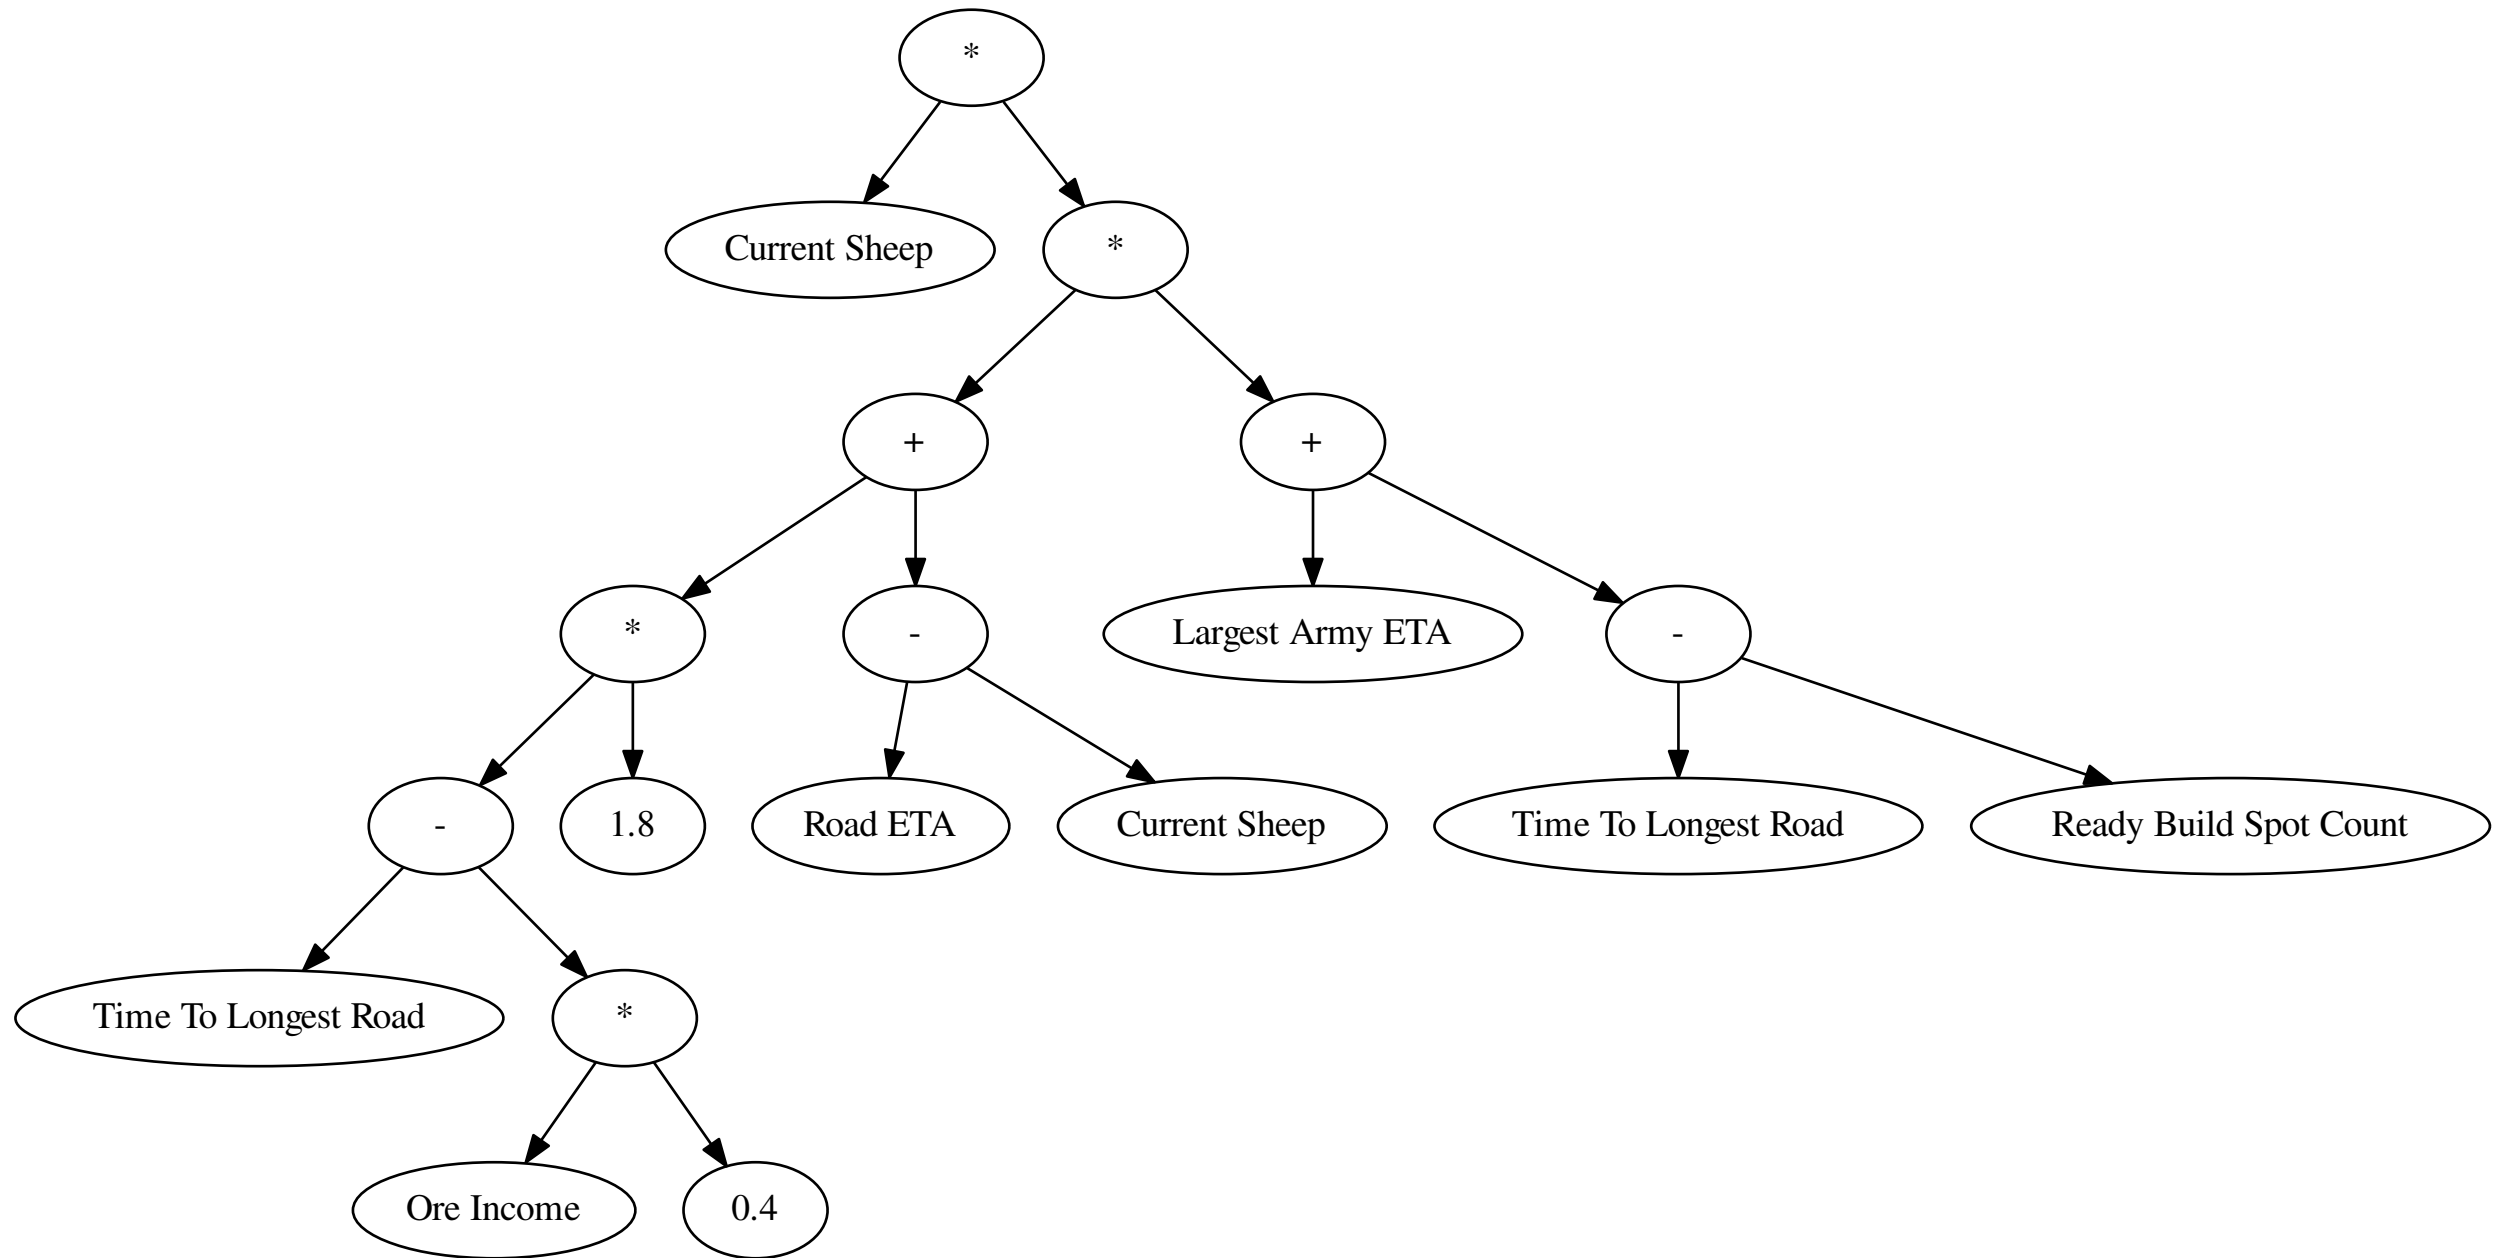 *
Current Sheep
*
+
+
*
-
Largest Army ETA
-
-
1.8
Road ETA
Current Sheep
Time To Longest Road
Ready Build Spot Count
Time To Longest Road
*
Ore Income
0.4